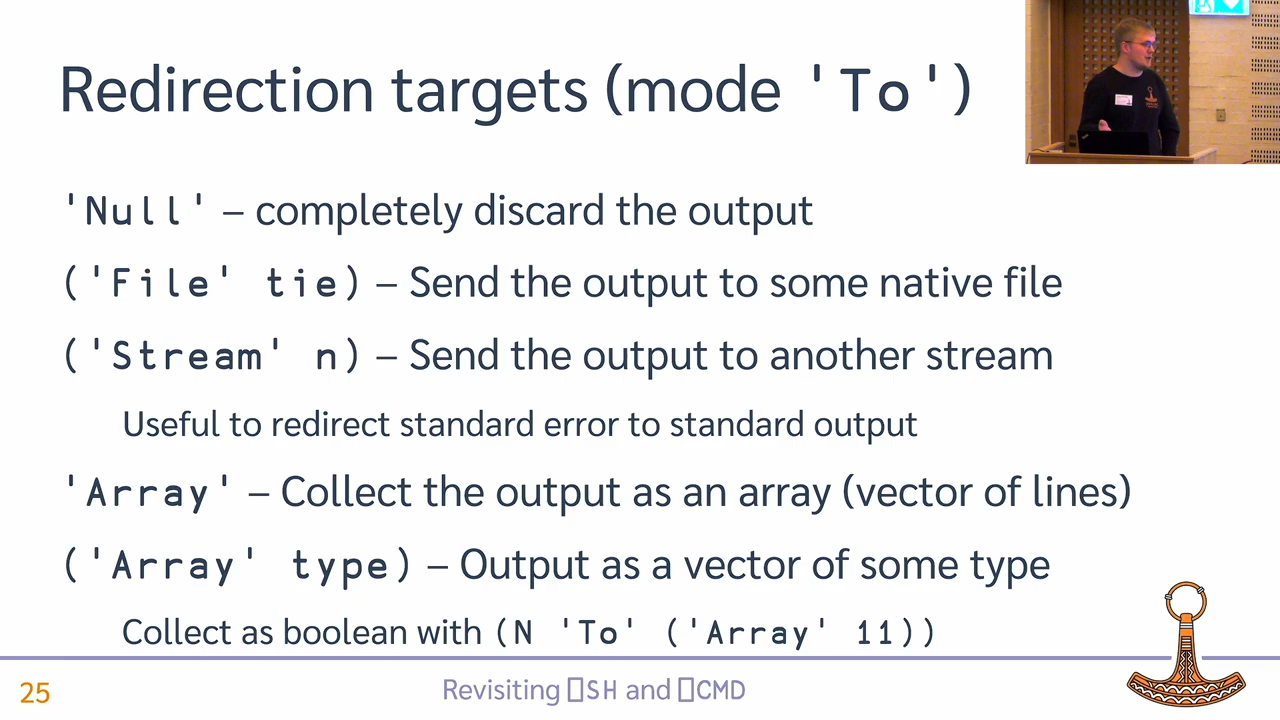 Redirection targets (mode 'To')
'Null' – completely discard the output
('File' tie) – Send the output to some native file
('Stream' n) – Send the output to another stream
Useful to redirect standard error to standard output
'Array' – Collect the output as an array (vector of lines)
('Array' type) – Output as a vector of some type
Collect as boolean with (N 'To' ('Array' 11))
25
Revisiting ⎕SH and ⎕CMD